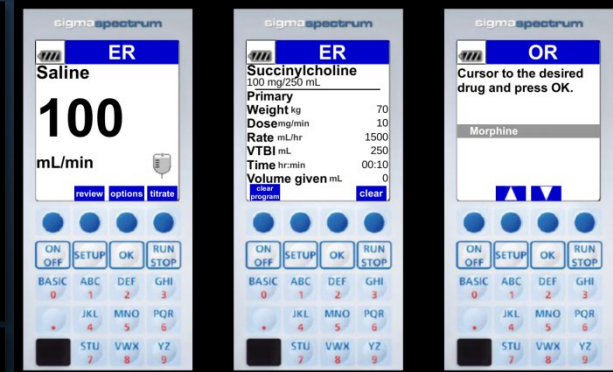 sigmaspectrum
ER
Saline
100
mL/min
review options titrate
ON OFF
SETUP
OK
RUN STOP
BASIC 0
ABC 1
DEF 2
GHI 3
.
JKL 4
MNO 5
PQR 6
STU 7
VWX 8
YZ 9
sigmaspectrum
ER
Succinylcholine
100 mg/250 mL
Primary
Weight kg 70
Dose mg/min 10
Rate mL/hr 1500
VTBI mL 250
Time hr:min 00:10
Volume given mL 0
clear program
clear
ON OFF
SETUP
OK
RUN STOP
BASIC 0
ABC 1
DEF 2
GHI 3
.
JKL 4
MNO 5
PQR 6
STU 7
VWX 8
YZ 9
sigmaspectrum
OR
Cursor to the desired
drug and press OK.
Morphine
ON OFF
SETUP
OK
RUN STOP
BASIC 0
ABC 1
DEF 2
GHI 3
.
JKL 4
MNO 5
PQR 6
STU 7
VWX 8
YZ 9